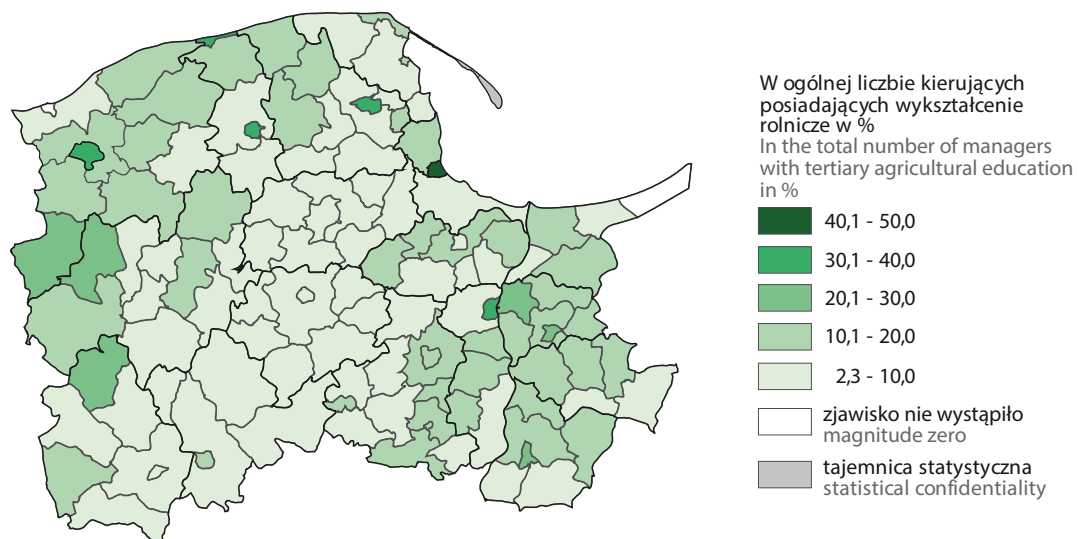 W ogólnej liczbie kierujących
posiadających wykształcenie
rolnicze w %
In the total number of managers
with tertiary agricultural education
in %
40,1 - 50,0
30,1 - 40,0
20,1 - 30,0
10,1 - 20,0
2,3 - 10,0
zjawisko nie wystąpiło
magnitude zero
tajemnica statystyczna
statistical confidentiality